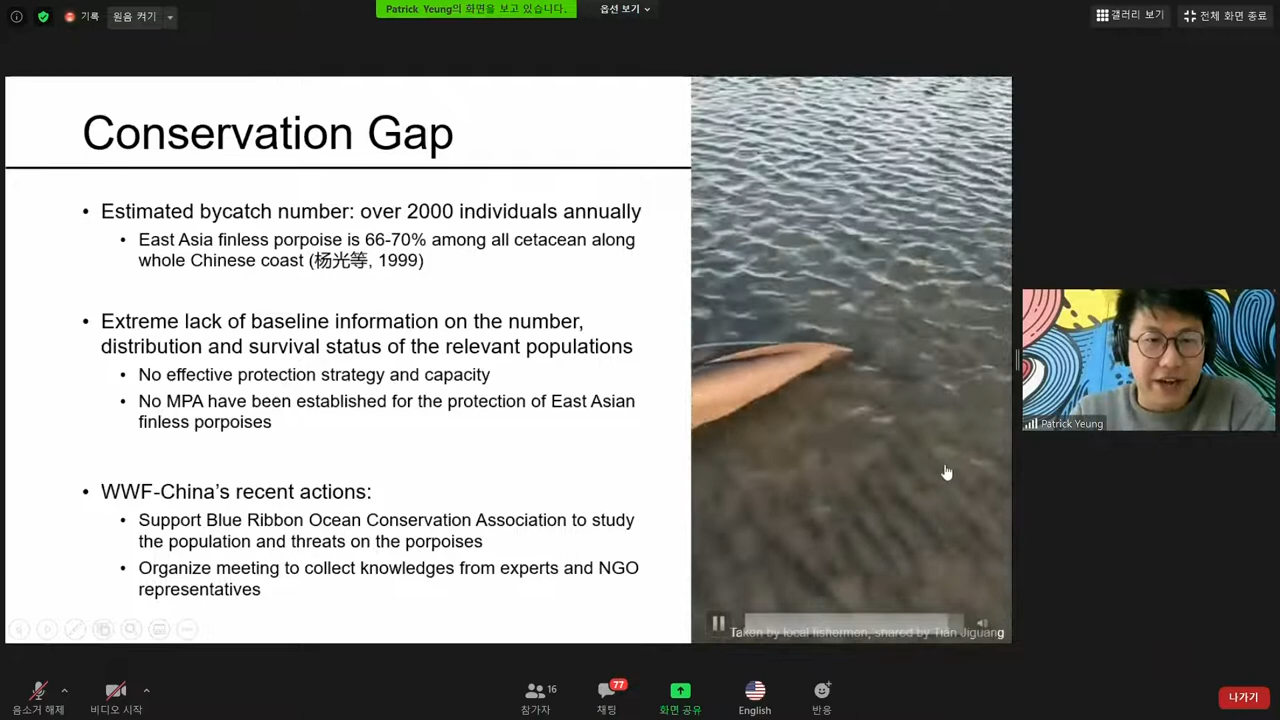 기록
원음 켜기
Patrick Yeung의 화면을 보고 있습니다.
옵션 보기
갤러리 보기
전체 화면 종료
Conservation Gap
• Estimated bycatch number: over 2000 individuals annually
• East Asia finless porpoise is 66-70% among all cetacean along
whole Chinese coast (杨光等, 1999)
• Extreme lack of baseline information on the number,
distribution and survival status of the relevant populations
• No effective protection strategy and capacity
• No MPA have been established for the protection of East Asian
finless porpoises
• WWF-China's recent actions:
• Support Blue Ribbon Ocean Conservation Association to study
the population and threats on the porpoises
• Organize meeting to collect knowledges from experts and NGO
representatives
Taken by local fishermen, shared by Tian Jiguang
Patrick Yeung
음소거 해제
비디오 시작
16
참가자
77
채팅
화면 공유
English
반응
나가기